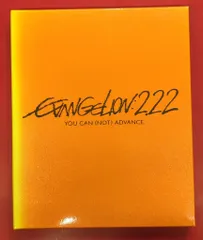 EVANGELION:2.22
YOU CAN (NOT) ADVANCE.